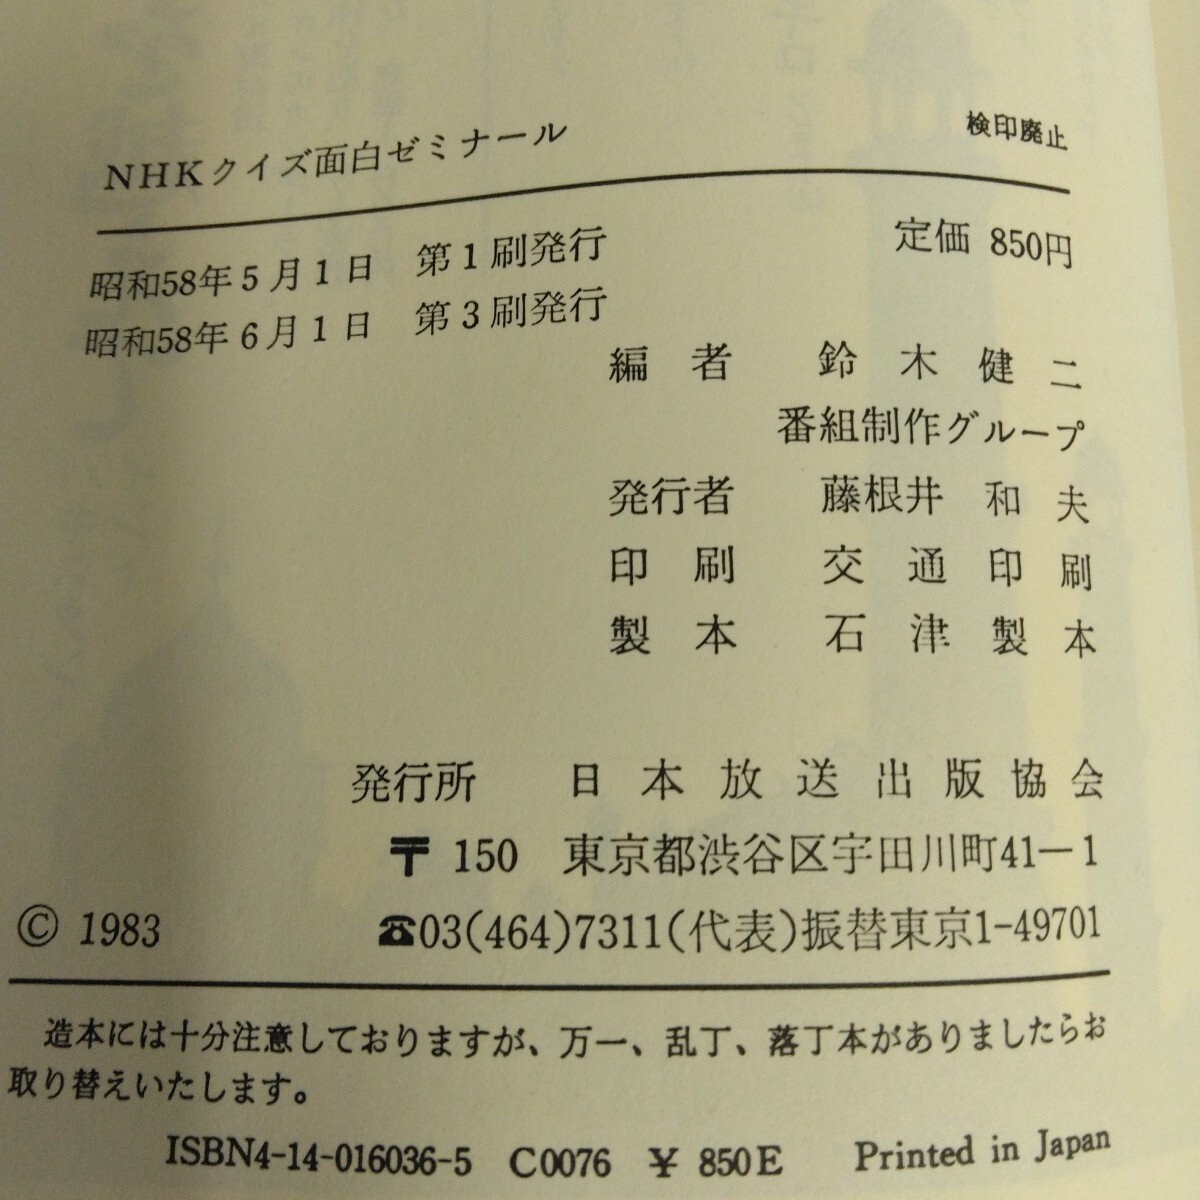 NHKクイズ面白ゼミナール　検印廃止
昭和58年5月1日　第1刷発行　定価 850円
昭和58年6月1日　第3刷発行
編者　鈴木健二
番組制作グループ
発行者　藤根井和夫
印刷　交通印刷
製本　石津製本
発行所　日本放送出版協会
〒150　東京都渋谷区宇田川町41－1
© 1983　☎03(464)7311(代表)振替東京1-49701
造本には十分注意しておりますが、万一、乱丁、落丁本がありましたらお
取り替えいたします。
ISBN4-14-016036-5　C0076　￥850E　Printed in Japan